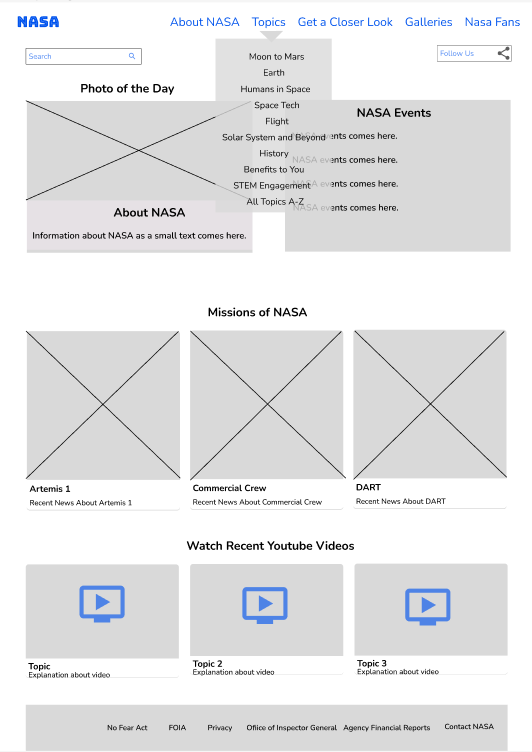 NASA
About NASA Topics Get a Closer Look Galleries Nasa Fans
Search
Follow Us
Moon to Mars
Earth
Humans in Space
Space Tech
Flight
Solar System and Beyond
History
Benefits to You
STEM Engagement
All Topics A-Z
Photo of the Day
About NASA
Information about NASA as a small text comes here.
NASA Events
NASA events comes here.
NASA events comes here.
NASA events comes here.
NASA events comes here.
Missions of NASA
Artemis 1
Recent News About Artemis 1
Commercial Crew
Recent News About Commercial Crew
DART
Recent News About DART
Watch Recent Youtube Videos
Topic
Explanation about video
Topic 2
Explanation about video
Topic 3
Explanation about video
No Fear Act FOIA Privacy Ofiice of Inspector General Agency Financial Reports Contact NASA